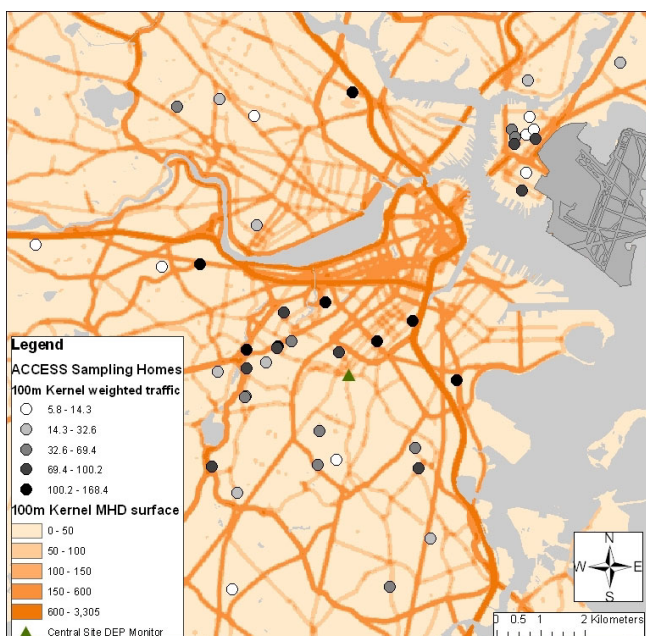 Legend
ACCESS Sampling Homes
100m Kernel weighted traffic
5.8 - 14.3
14.3 - 32.6
32.6 - 69.4
69.4 - 100.2
100.2 - 168.4
100m Kernel MHD surface
0 - 50
50 - 100
100 - 150
150 - 600
600 - 3,305
Central Site DEP Monitor
N
W E
S
0 0.5 1 2 Kilometers